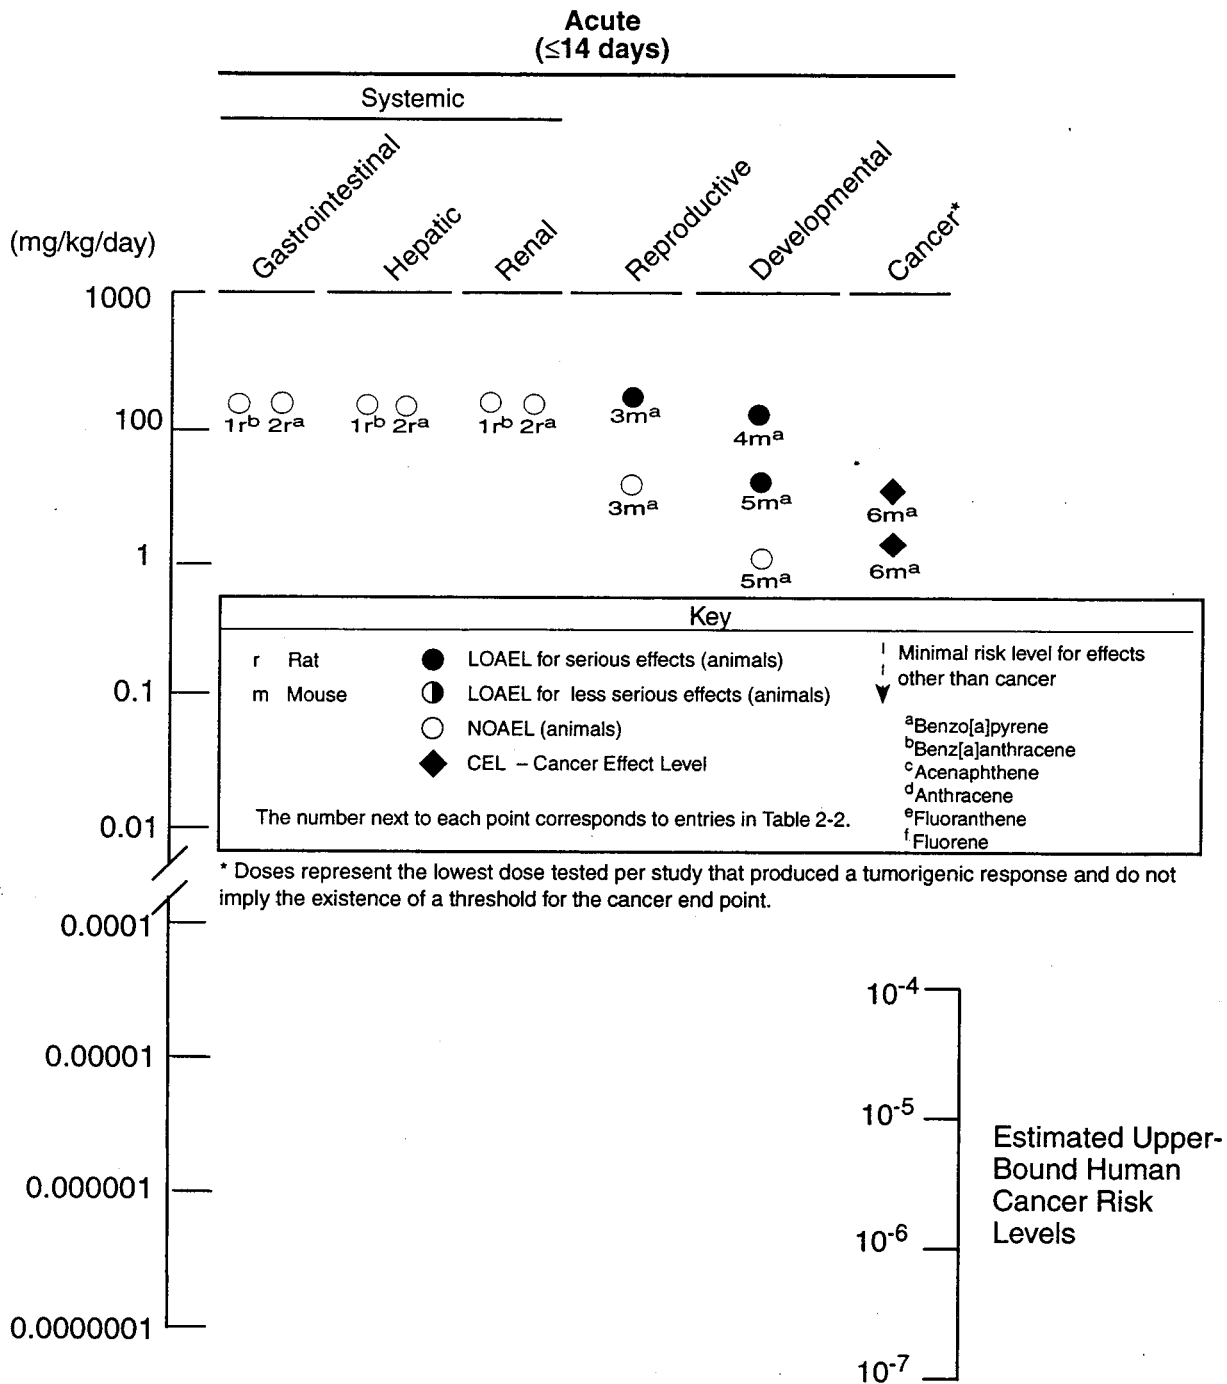 Acute
(≤14 days)
Systemic
Gastrointestinal
Hepatic
Renal
Reproductive
Developmental
Cancer*
(mg/kg/day)
1000
100
1rᵇ 2rᵃ 1rᵇ 2rᵃ 1rᵇ 2rᵃ 3mᵃ 4mᵃ
3mᵃ 5mᵃ 6mᵃ
1
5mᵃ 6mᵃ
Key
r Rat LOAEL for serious effects (animals) Minimal risk level for effects
other than cancer
m Mouse LOAEL for less serious effects (animals)
NOAEL (animals)
CEL – Cancer Effect Level
ᵃBenzo[a]pyrene
ᵇBenz[a]anthracene
ᶜAcenaphthene
ᵈAnthracene
ᵉFluoranthene
ᶠFluorene
The number next to each point corresponds to entries in Table 2-2.
0.1
0.01
* Doses represent the lowest dose tested per study that produced a tumorigenic response and do not
imply the existence of a threshold for the cancer end point.
0.0001
0.00001
0.000001
0.0000001
10⁻⁴
10⁻⁵
10⁻⁶
10⁻⁷
Estimated Upper-
Bound Human
Cancer Risk
Levels